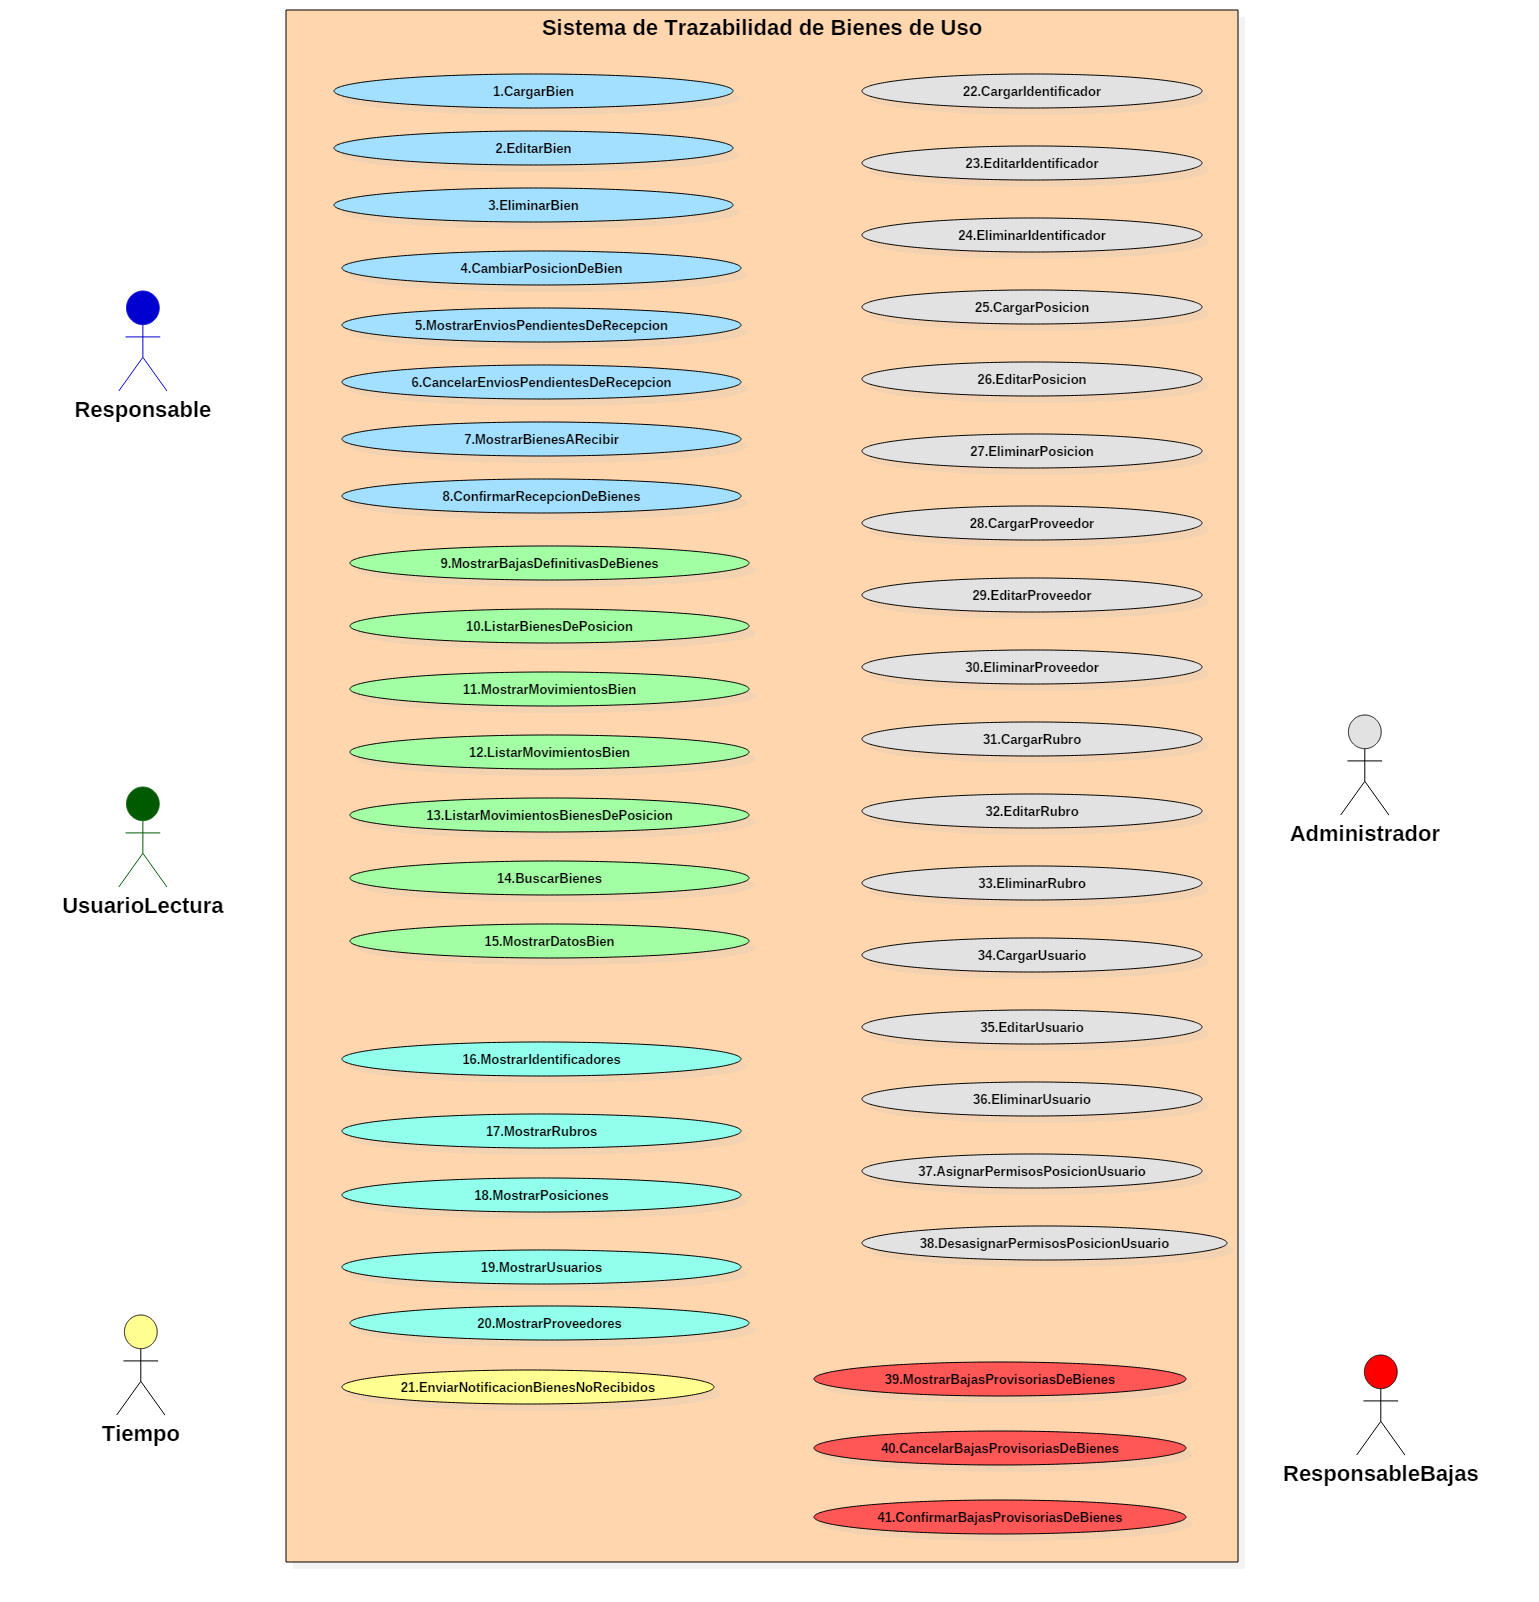 Sistema de Trazabilidad de Bienes de Uso
1.CargarBien
2.EditarBien
3.EliminarBien
4.CambiarPosicionDeBien
5.MostrarEnviosPendientesDeRecepcion
6.CancelarEnviosPendientesDeRecepcion
7.MostrarBienesARecibir
8.ConfirmarRecepcionDeBienes
9.MostrarBajasDefinitivasDeBienes
10.ListarBienesDePosicion
11.MostrarMovimientosBien
12.ListarMovimientosBien
13.ListarMovimientosBienesDePosicion
14.BuscarBienes
15.MostrarDatosBien
16.MostrarIdentificadores
17.MostrarRubros
18.MostrarPosiciones
19.MostrarUsuarios
20.MostrarProveedores
21.EnviarNotificacionBienesNoRecibidos
22.CargarIdentificador
23.EditarIdentificador
24.EliminarIdentificador
25.CargarPosicion
26.EditarPosicion
27.EliminarPosicion
28.CargarProveedor
29.EditarProveedor
30.EliminarProveedor
31.CargarRubro
32.EditarRubro
33.EliminarRubro
34.CargarUsuario
35.EditarUsuario
36.EliminarUsuario
37.AsignarPermisosPosicionUsuario
38.DesasignarPermisosPosicionUsuario
39.MostrarBajasProvisoriasDeBienes
40.CancelarBajasProvisoriasDeBienes
41.ConfirmarBajasProvisoriasDeBienes
Responsable
UsuarioLectura
Tiempo
Administrador
ResponsableBajas